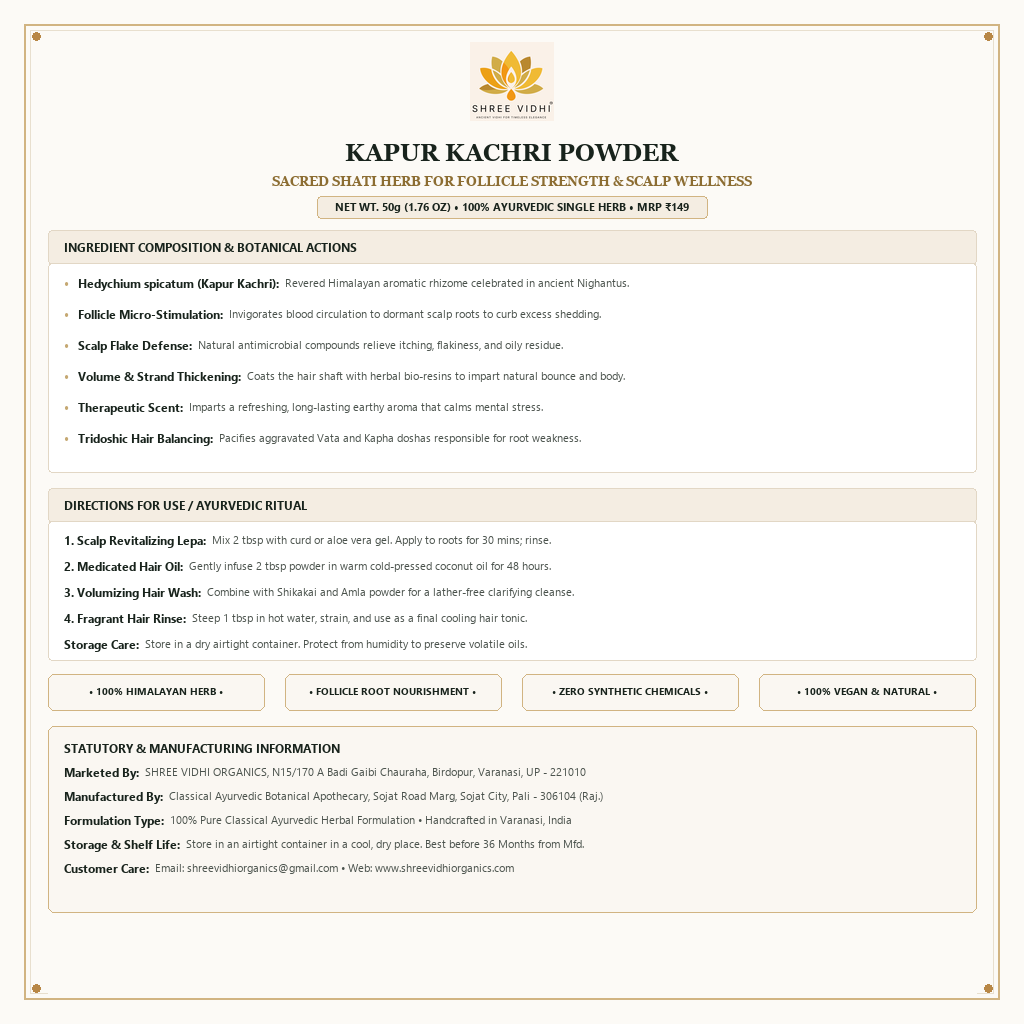 SHREE VIDHI
ANCIENT VIDHI FOR TIMELESS ELEGANCE
KAPUR KACHRI POWDER
SACRED SHATI HERB FOR FOLLICLE STRENGTH & SCALP WELLNESS
NET WT. 50g (1.76 OZ) • 100% AYURVEDIC SINGLE HERB • MRP ₹149
INGREDIENT COMPOSITION & BOTANICAL ACTIONS
• Hedychium spicatum (Kapur Kachri): Revered Himalayan aromatic rhizome celebrated in ancient Nighantus.
• Follicle Micro-Stimulation: Invigorates blood circulation to dormant scalp roots to curb excess shedding.
• Scalp Flake Defense: Natural antimicrobial compounds relieve itching, flakiness, and oily residue.
• Volume & Strand Thickening: Coats the hair shaft with herbal bio-resins to impart natural bounce and body.
• Therapeutic Scent: Imparts a refreshing, long-lasting earthy aroma that calms mental stress.
• Tridoshic Hair Balancing: Pacifies aggravated Vata and Kapha doshas responsible for root weakness.
DIRECTIONS FOR USE / AYURVEDIC RITUAL
1. Scalp Revitalizing Lepa: Mix 2 tbsp with curd or aloe vera gel. Apply to roots for 30 mins; rinse.
2. Medicated Hair Oil: Gently infuse 2 tbsp powder in warm cold-pressed coconut oil for 48 hours.
3. Volumizing Hair Wash: Combine with Shikakai and Amla powder for a lather-free clarifying cleanse.
4. Fragrant Hair Rinse: Steep 1 tbsp in hot water, strain, and use as a final cooling hair tonic.
Storage Care: Store in a dry airtight container. Protect from humidity to preserve volatile oils.
• 100% HIMALAYAN HERB •
• FOLLICLE ROOT NOURISHMENT •
• ZERO SYNTHETIC CHEMICALS •
• 100% VEGAN & NATURAL •
STATUTORY & MANUFACTURING INFORMATION
Marketed By: SHREE VIDHI ORGANICS, N15/170 A Badi Gaibi Chauraha, Birdopur, Varanasi, UP - 221010
Manufactured By: Classical Ayurvedic Botanical Apothecary, Sojat Road Marg, Sojat City, Pali - 306104 (Raj.)
Formulation Type: 100% Pure Classical Ayurvedic Herbal Formulation • Handcrafted in Varanasi, India
Storage & Shelf Life: Store in an airtight container in a cool, dry place. Best before 36 Months from Mfd.
Customer Care: Email: shreevidhiorganics@gmail.com • Web: www.shreevidhiorganics.com